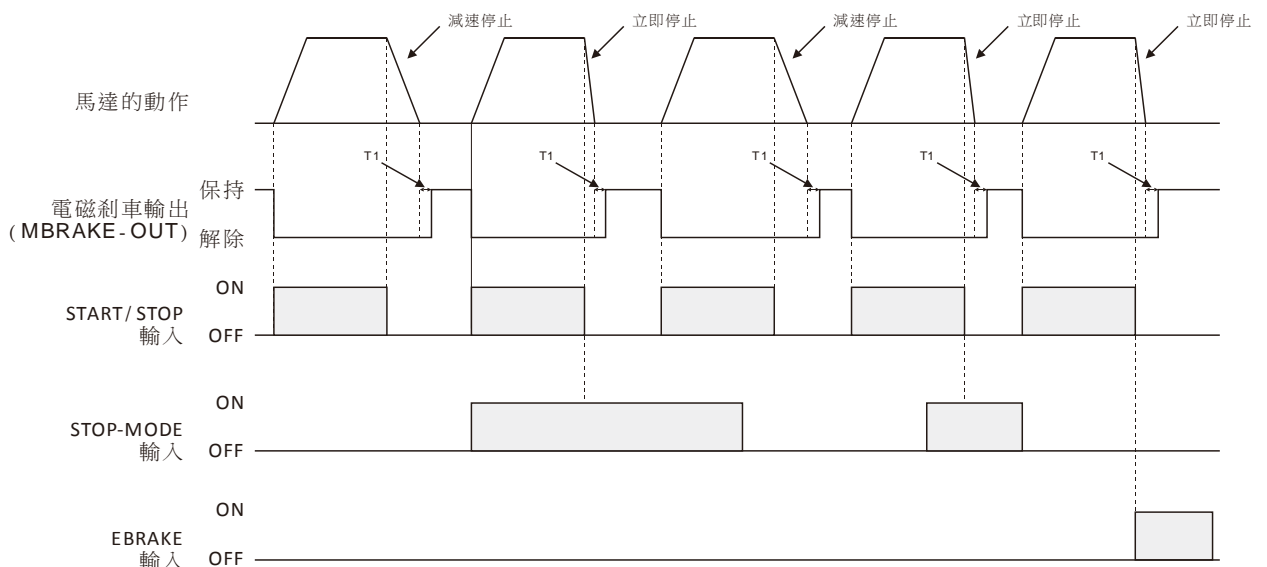 減速停止
立即停止
減速停止
立即停止
立即停止
馬達的動作
T1
T1
T1
T1
T1
保持
電磁剎車輸出
(MBRAKE-OUT)
解除
ON
START/STOP
輸入
OFF
ON
STOP-MODE
輸入
OFF
ON
EBRAKE
輸入
OFF